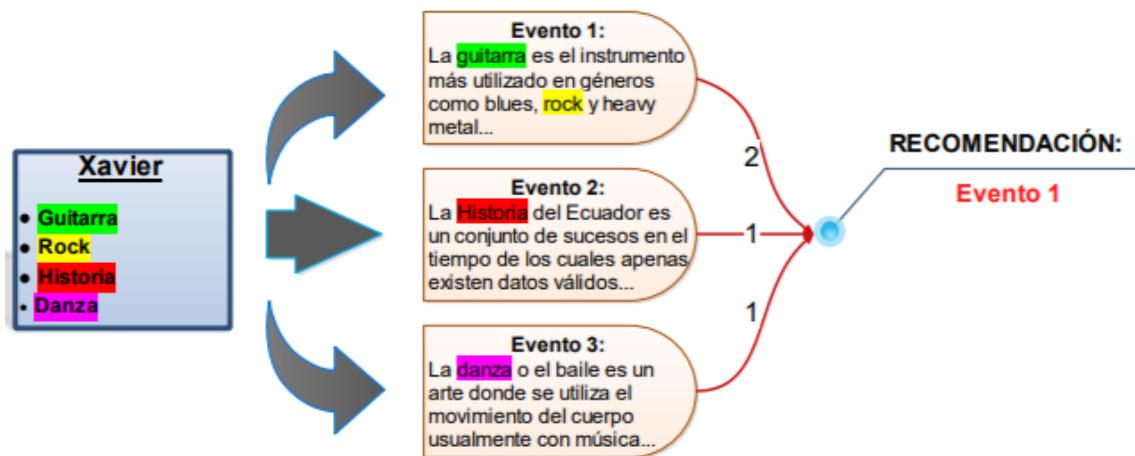 Xavier
• Guitarra
• Rock
• Historia
• Danza
Evento 1:
La guitarra es el instrumento
más utilizado en géneros
como blues, rock y heavy
metal...
Evento 2:
La Historia del Ecuador es
un conjunto de sucesos en el
tiempo de los cuales apenas
existen datos válidos...
Evento 3:
La danza o el baile es un
arte donde se utiliza el
movimiento del cuerpo
usualmente con música...
2
1
1
RECOMENDACIÓN:
Evento 1